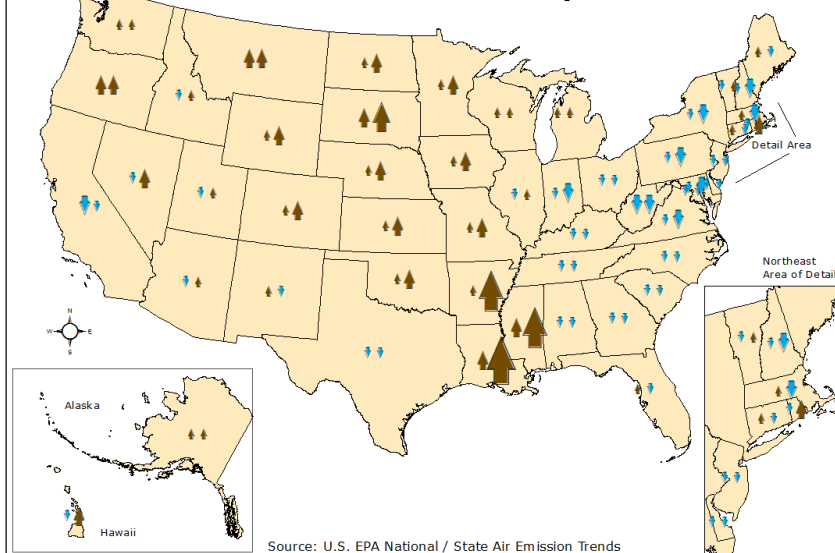 Detail Area
Northeast
Area of Detail
N
W
E
S
Alaska
Hawaii
Source: U.S. EPA National / State Air Emission Trends